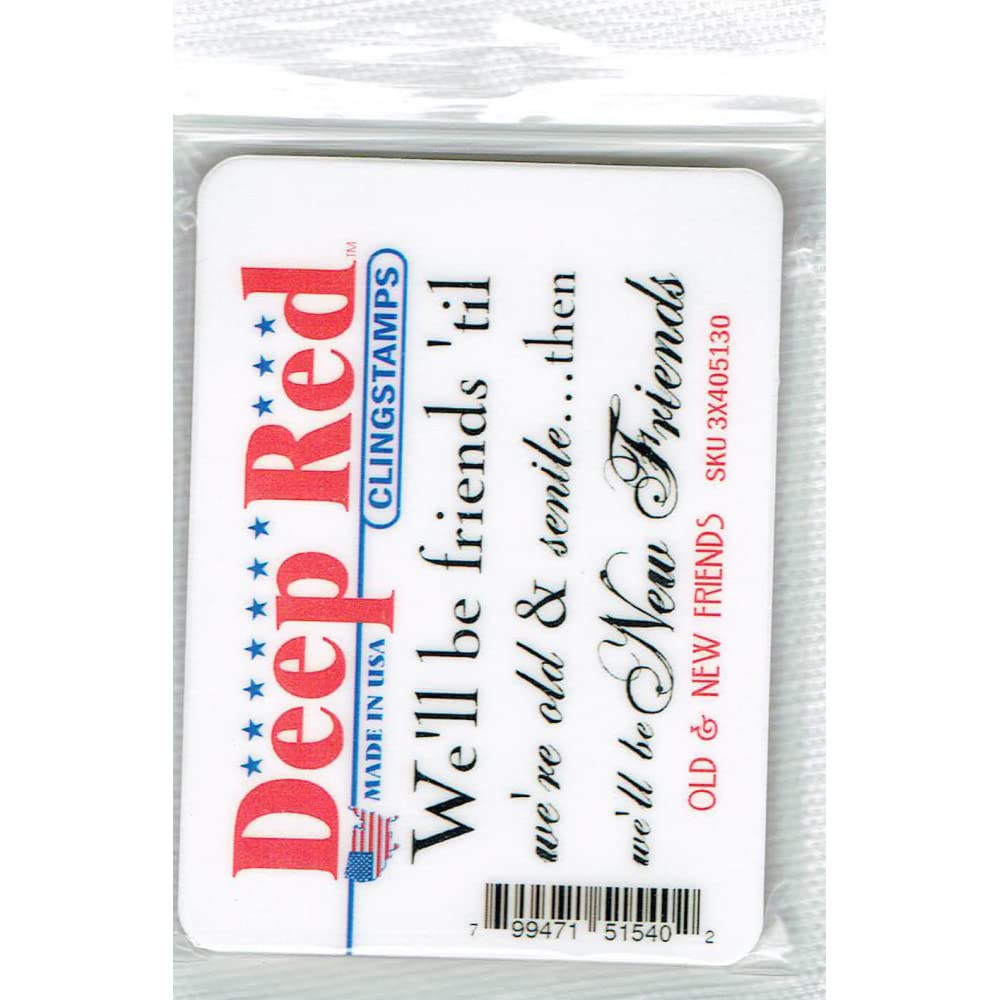 Deep Red™
MADE IN USA CLINGSTAMPS
We'll be friends 'til
we're old & senile...then
we'll be New Friends
OLD & NEW FRIENDS SKU 3X405130
7 99471 51540 2